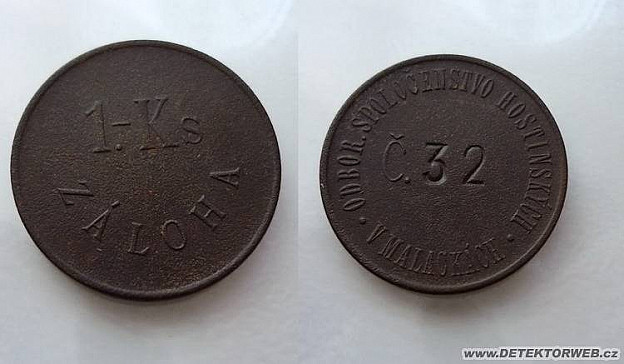 1.-Ks
ZÁLOHA
ODBOR. SPOLOČENSTVO HOSTINSKÝCH
Č. 32
· V MALACKÁCH ·
www.DETEKTORWEB.cz